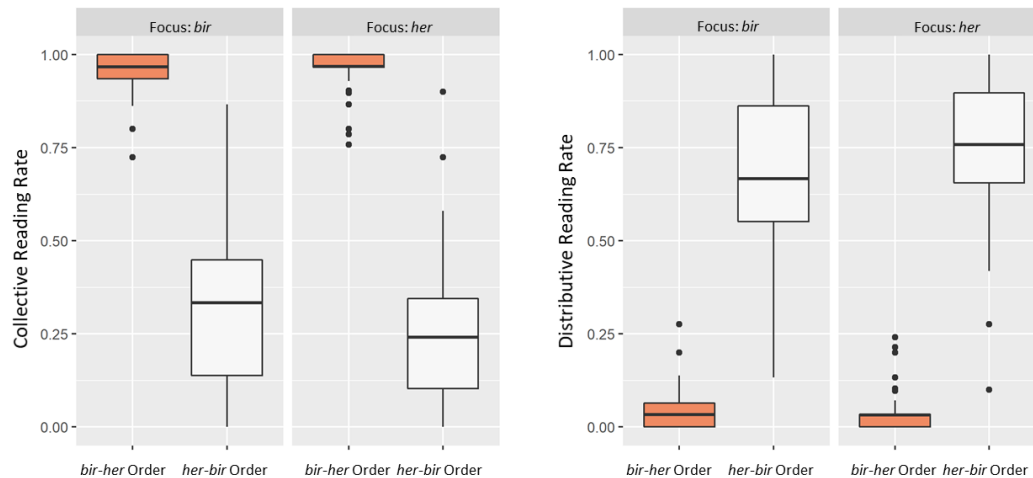 Focus: bir
Focus: her
Collective Reading Rate
1.00
0.75
0.50
0.25
0.00
bir-her Order
her-bir Order
bir-her Order
her-bir Order
Focus: bir
Focus: her
Distributive Reading Rate
1.00
0.75
0.50
0.25
0.00
bir-her Order
her-bir Order
bir-her Order
her-bir Order